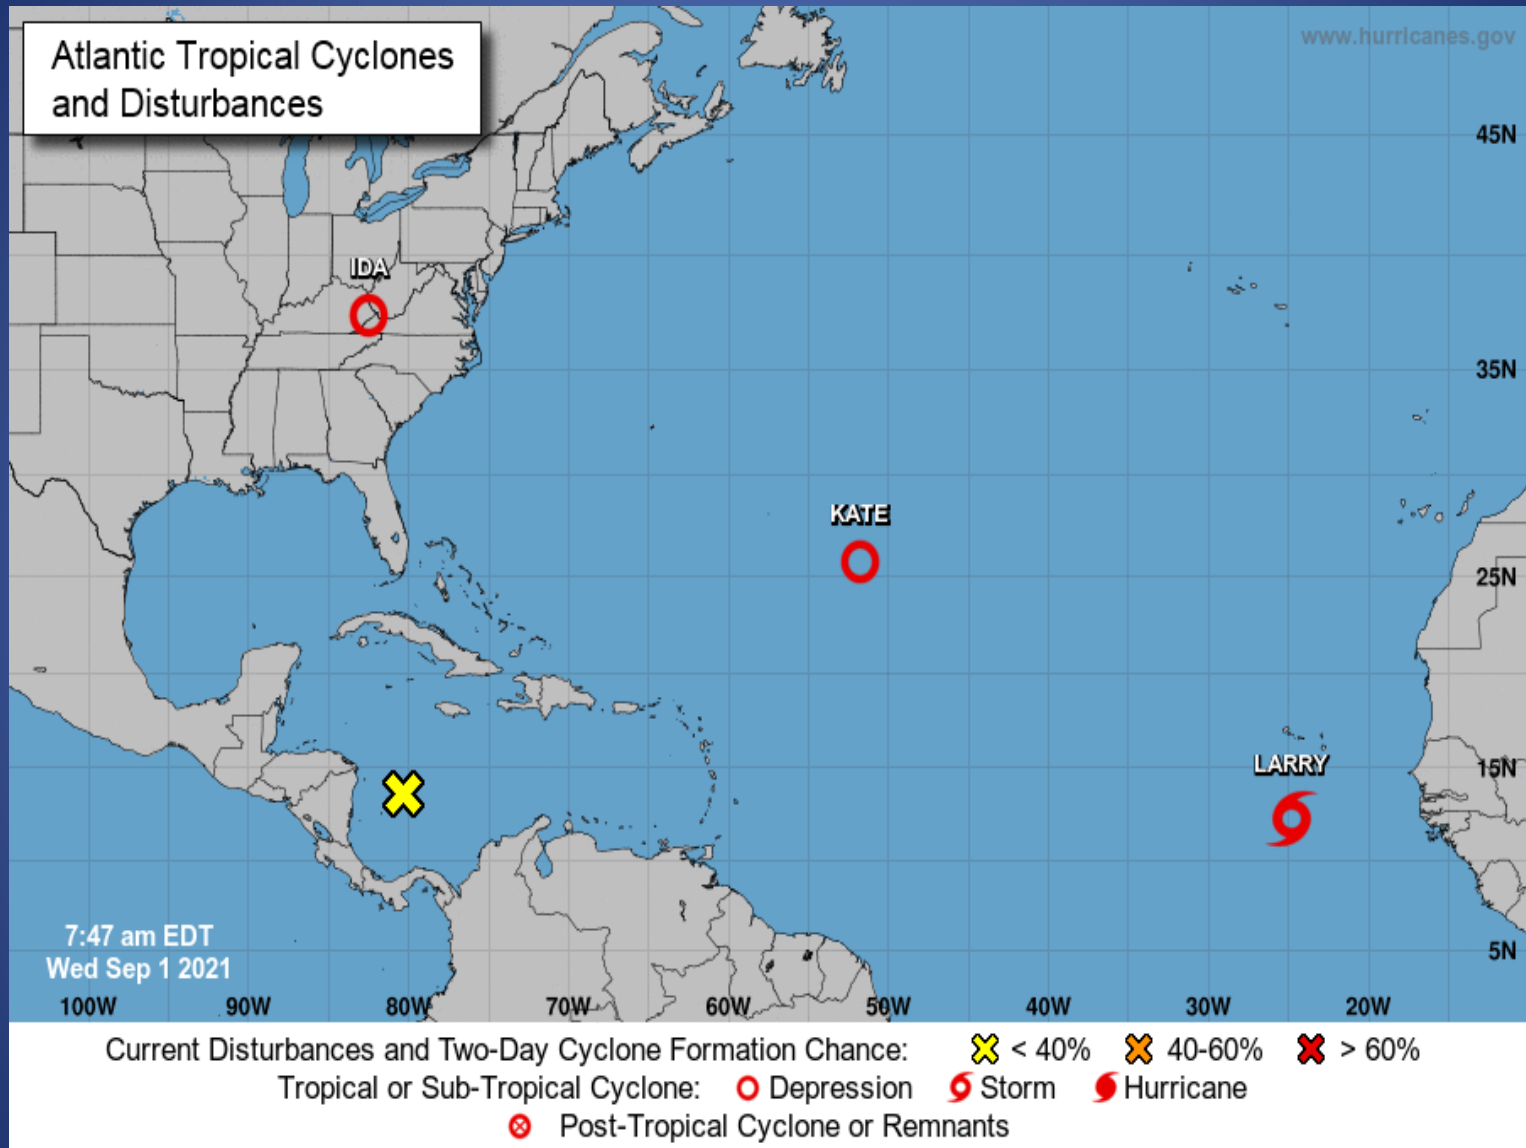 Atlantic Tropical Cyclones
and Disturbances
www.hurricanes.gov
45N
IDA
35N
KATE
25N
LARRY
15N
7:47 am EDT
Wed Sep 1 2021
5N
100W 90W 80W 70W 60W 50W 40W 30W 20W
Current Disturbances and Two-Day Cyclone Formation Chance: < 40% 40-60% > 60%
Tropical or Sub-Tropical Cyclone: Depression Storm Hurricane
Post-Tropical Cyclone or Remnants